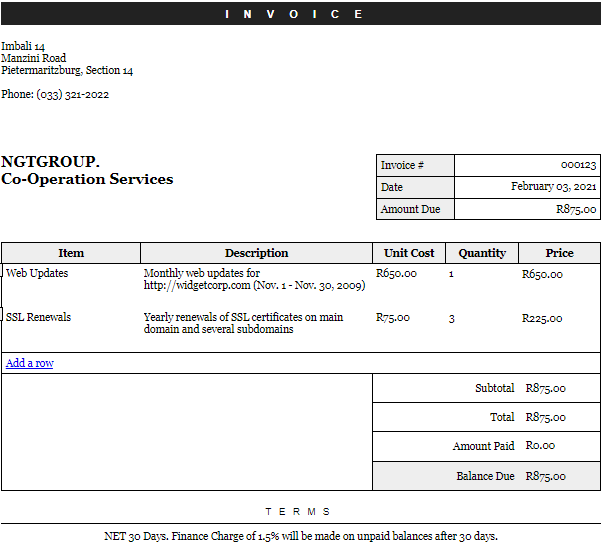 INVOICE
Imbali 14
Manzini Road
Pietermaritzburg, Section 14
Phone: (033) 321-2022
NGTGROUP.
Co-Operation Services
Invoice # 000123
Date February 03, 2021
Amount Due R875.00
Item Description Unit Cost Quantity Price
Web Updates Monthly web updates for R650.00 1 R650.00
http://widgetcorp.com (Nov. 1 - Nov. 30, 2009)
SSL Renewals Yearly renewals of SSL certificates on main R75.00 3 R225.00
domain and several subdomains
Add a row
Subtotal R875.00
Total R875.00
Amount Paid R0.00
Balance Due R875.00
TERMS
NET 30 Days. Finance Charge of 1.5% will be made on unpaid balances after 30 days.